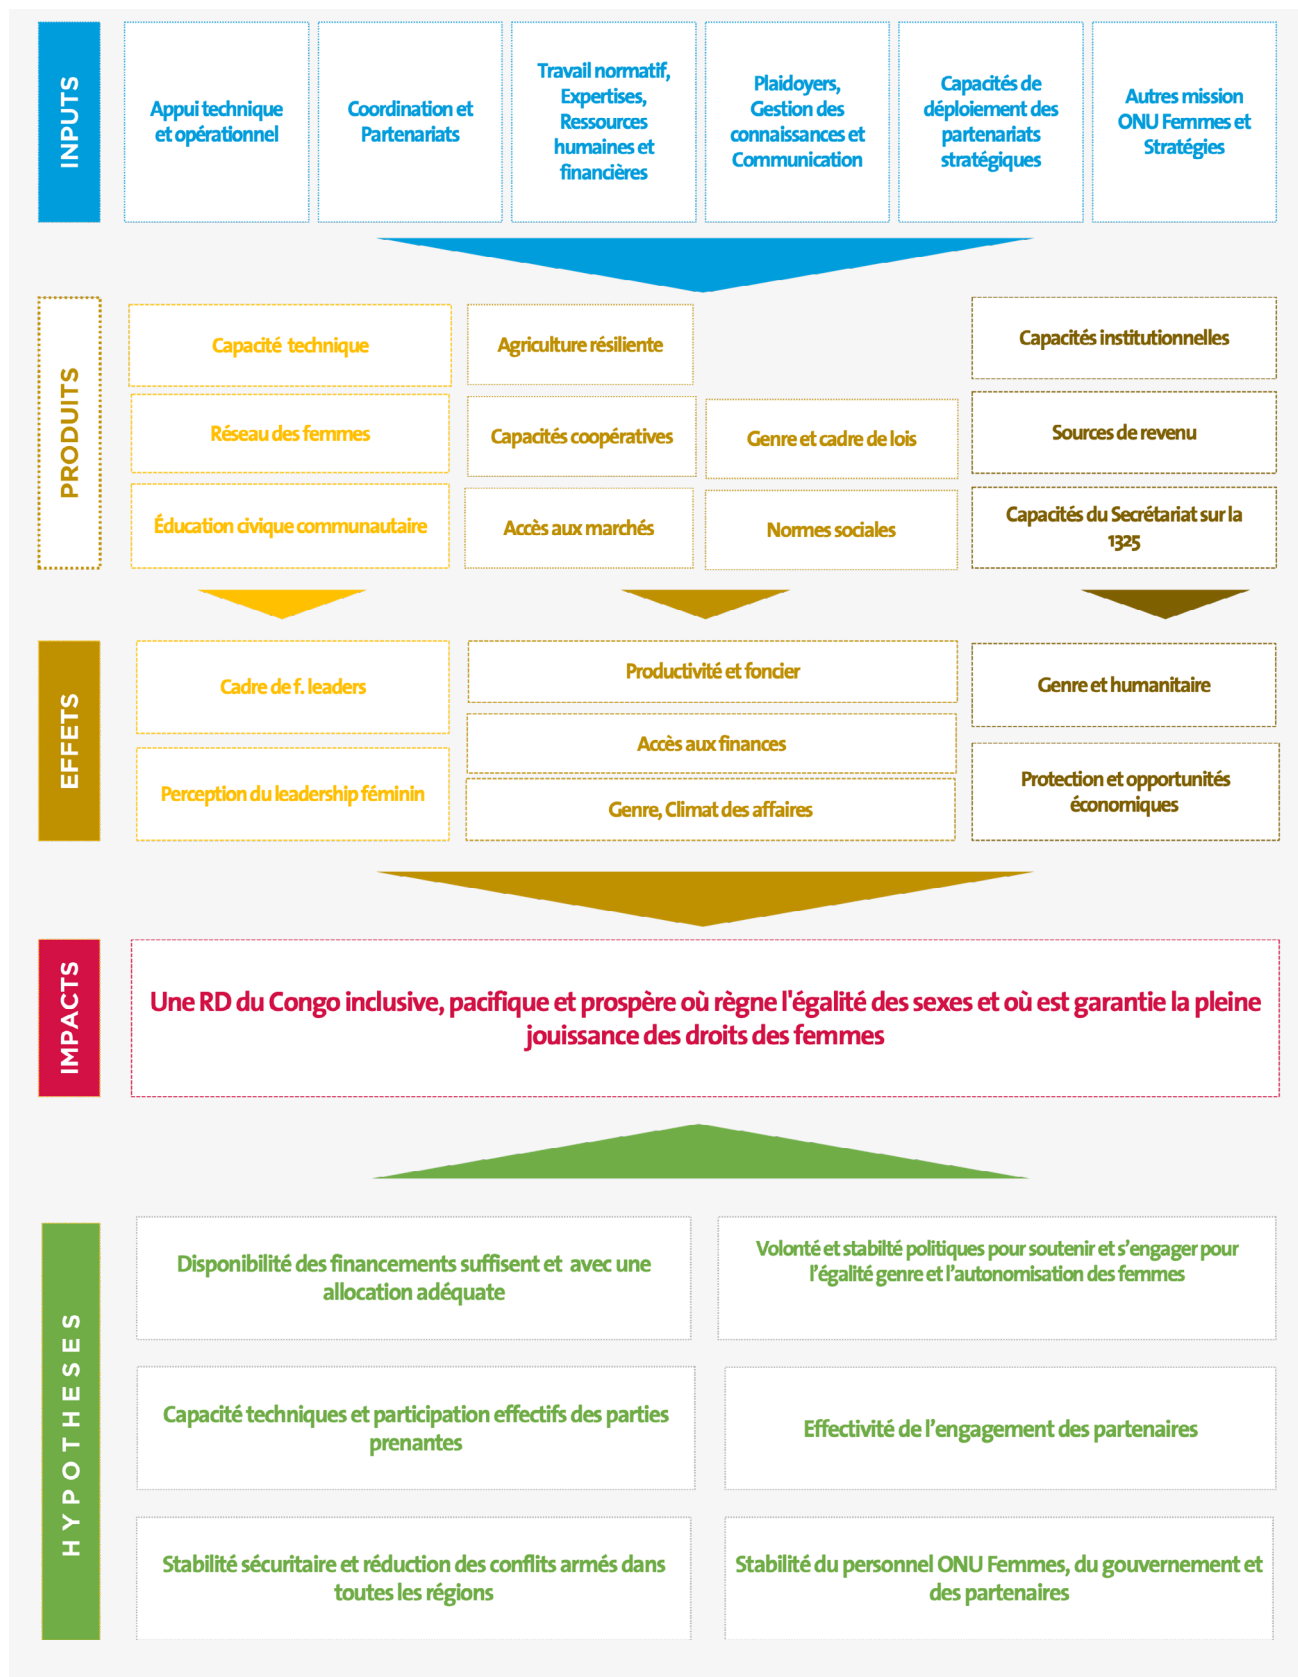 INPUTS
Appui technique
et opérationnel
Coordination et
Partenariats
Travail normatif,
Expertises,
Ressources
humaines et
financières
Plaidoyers,
Gestion des
connaissances et
Communication
Capacités de
déploiement des
partenariats
stratégiques
Autres mission
ONU Femmes et
Stratégies
PRODUITS
Capacité technique
Réseau des femmes
Éducation civique communautaire
Agriculture résiliente
Capacités coopératives
Accès aux marchés
Genre et cadre de lois
Normes sociales
Capacités institutionnelles
Sources de revenu
Capacités du Secrétariat sur la
1325
EFFETS
Cadre de f. leaders
Perception du leadership féminin
Productivité et foncier
Accès aux finances
Genre, Climat des affaires
Genre et humanitaire
Protection et opportunités
économiques
IMPACTS
Une RD du Congo inclusive, pacifique et prospère où règne l'égalité des sexes et où est garantie la pleine
jouissance des droits des femmes
HYPOTHESES
Disponibilité des financements suffisent et avec une
allocation adéquate
Volonté et stabilté politiques pour soutenir et s’engager pour
l’égalité genre et l’autonomisation des femmes
Capacité techniques et participation effectifs des parties
prenantes
Effectivité de l’engagement des partenaires
Stabilité sécuritaire et réduction des conflits armés dans
toutes les régions
Stabilité du personnel ONU Femmes, du gouvernement et
des partenaires